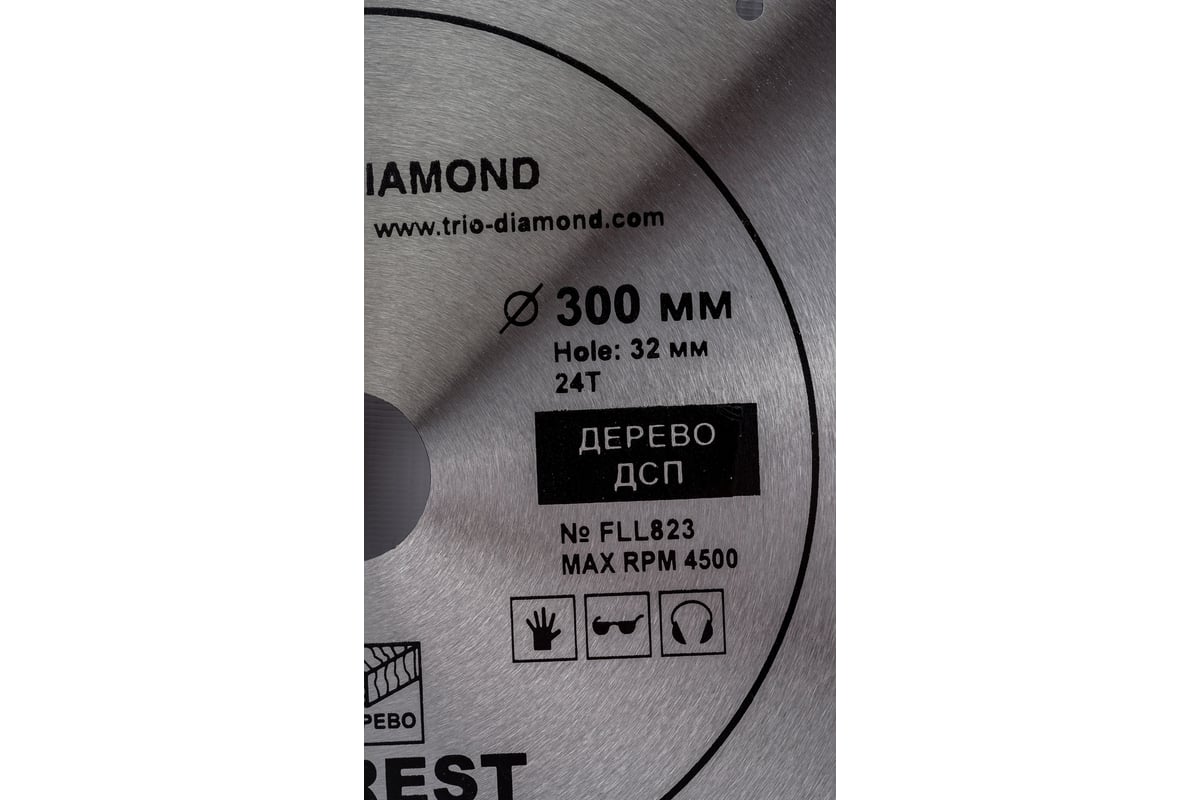 IAMOND
www.trio-diamond.com
Ø 300 мм
Hole: 32 мм
24T
ДЕРЕВО
ДСП
№ FLL823
MAX RPM 4500
РЕВО
REST